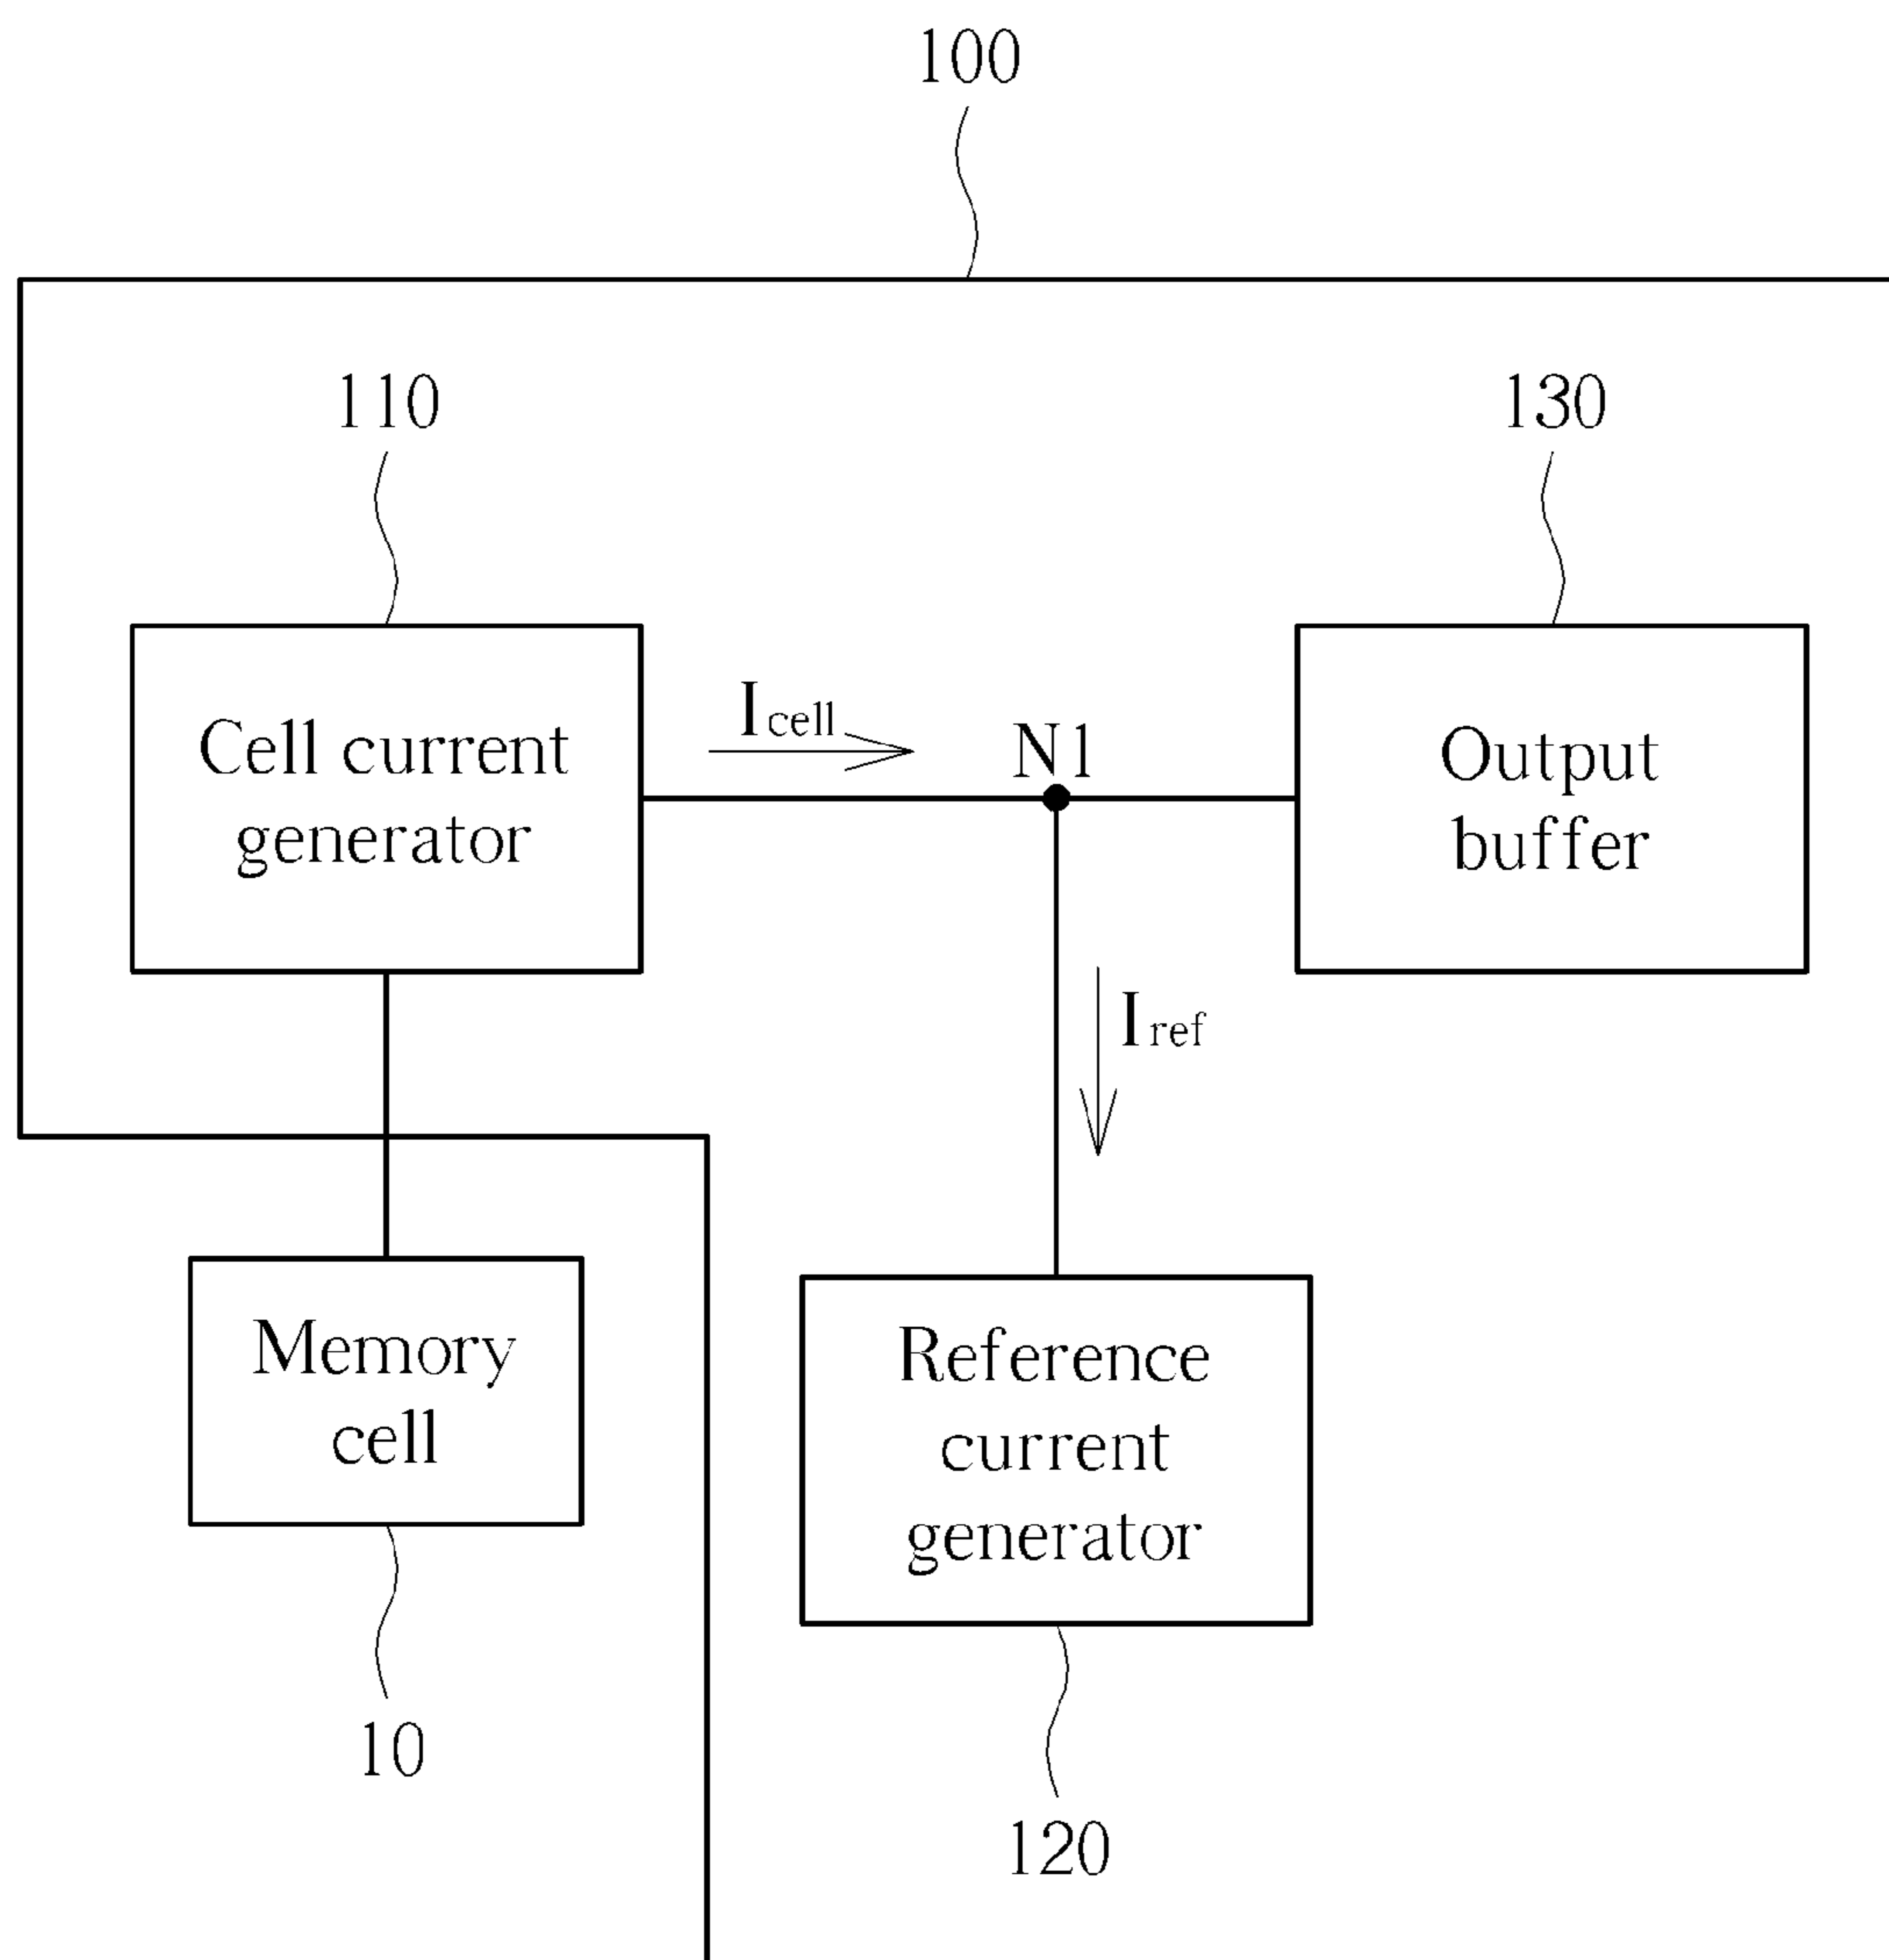 100
110
130
Icell
N1
Cell current
generator
Output
buffer
Iref
Memory
cell
Reference
current
generator
10
120